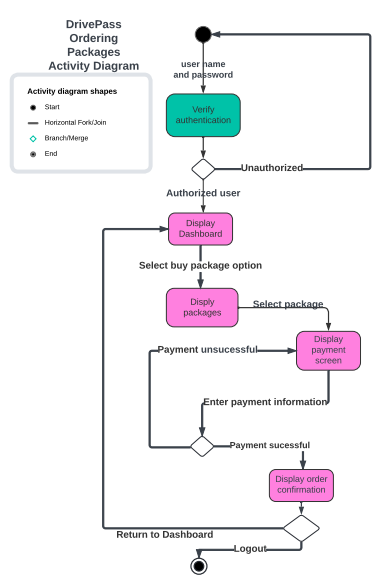 DrivePass
Ordering
Packages
Activity Diagram
Activity diagram shapes
Start
Horizontal Fork/Join
Branch/Merge
End
user name
and password
Verify
authentication
Unauthorized
Authorized user
Display
Dashboard
Select buy package option
Disply
packages
Select package
Display
payment
screen
Payment unsucessful
Enter payment information
Payment sucessful
Display order
confirmation
Return to Dashboard
Logout